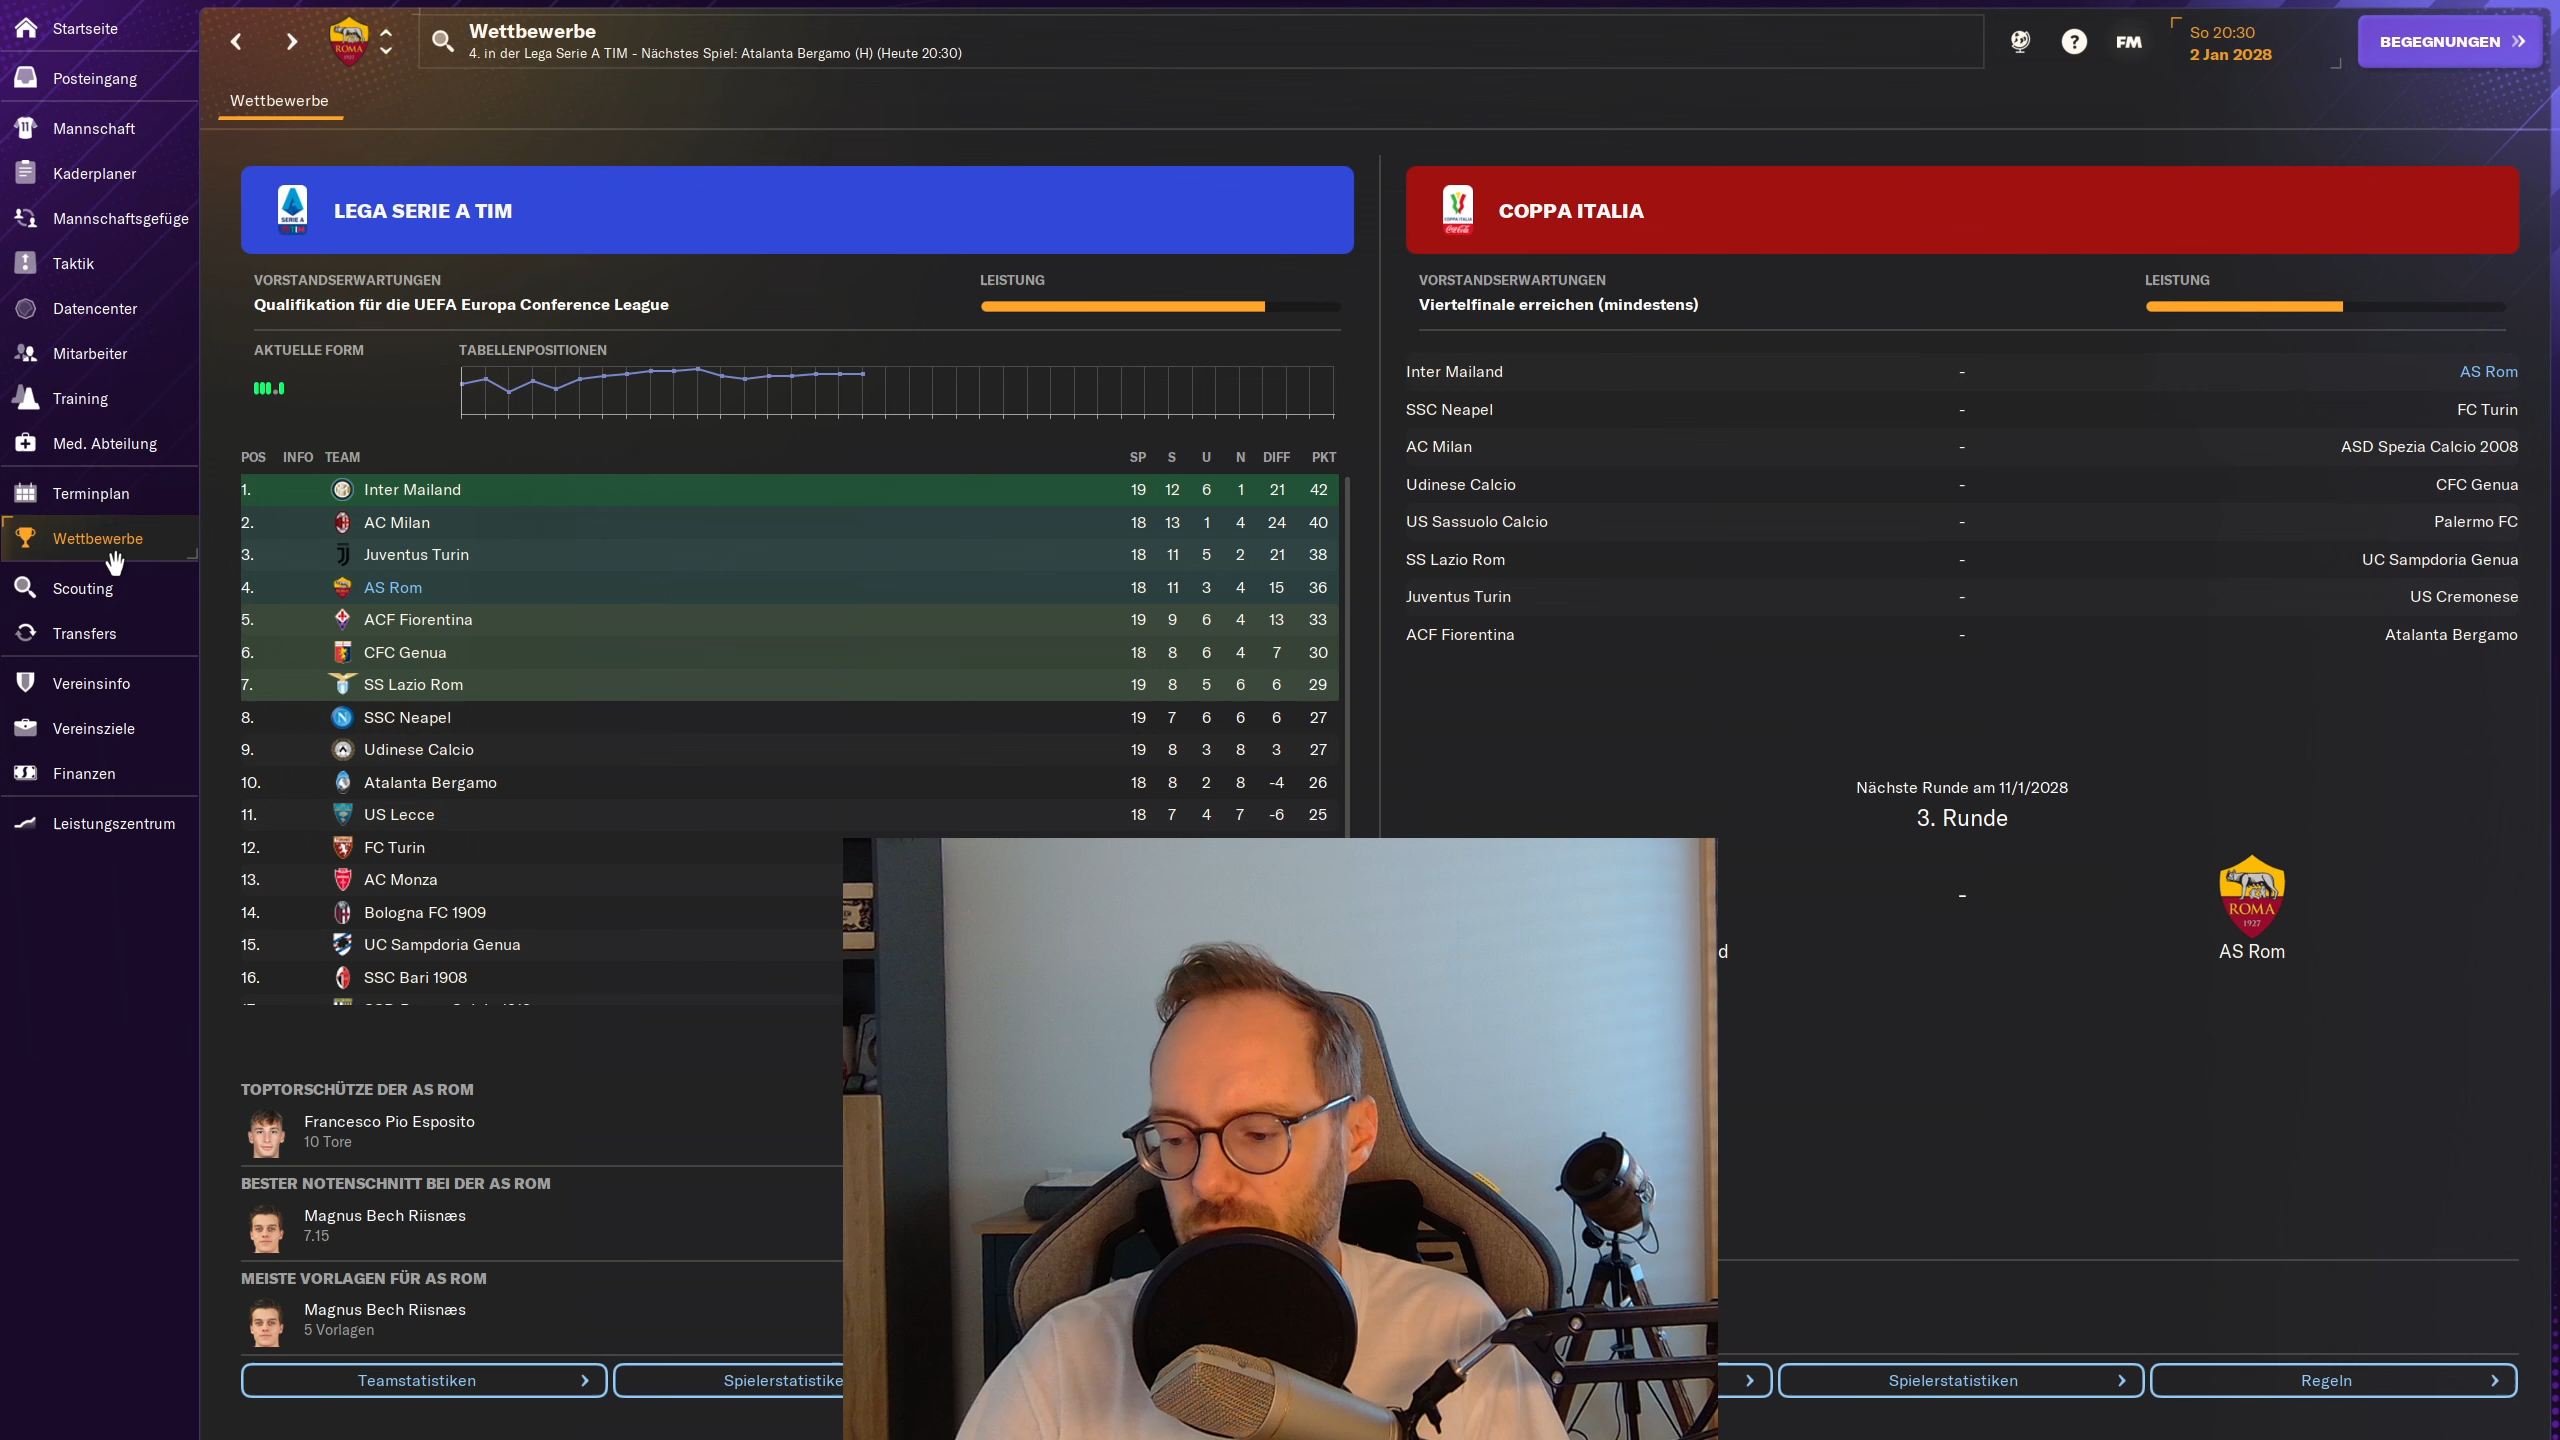 Startseite
Posteingang
Mannschaft
Kaderplaner
Mannschaftsgefüge
Taktik
Datencenter
Mitarbeiter
Training
Med. Abteilung
Terminplan
Wettbewerbe
Scouting
Transfers
Vereinsinfo
Vereinsziele
Finanzen
Leistungszentrum
Wettbewerbe
4. in der Lega Serie A TIM - Nächstes Spiel: Atalanta Bergamo (H) (Heute 20:30)
FM
So 20:30
2 Jan 2028
BEGEGNUNGEN
Wettbewerbe
LEGA SERIE A TIM
VORSTANDSERWARTUNGEN LEISTUNG
Qualifikation für die UEFA Europa Conference League
AKTUELLE FORM TABELLENPOSITIONEN
POS INFO TEAM SP S U N DIFF PKT
1. Inter Mailand 19 12 6 1 21 42
2. AC Milan 18 13 1 4 24 40
3. Juventus Turin 18 11 5 2 21 38
4. AS Rom 18 11 3 4 15 36
5. ACF Fiorentina 19 9 6 4 13 33
6. CFC Genua 18 8 6 4 7 30
7. SS Lazio Rom 19 8 5 6 6 29
8. SSC Neapel 19 7 6 6 6 27
9. Udinese Calcio 19 8 3 8 3 27
10. Atalanta Bergamo 18 8 2 8 -4 26
11. US Lecce 18 7 4 7 -6 25
12. FC Turin
13. AC Monza
14. Bologna FC 1909
15. UC Sampdoria Genua
16. SSC Bari 1908
TOPTORSCHÜTZE DER AS ROM
Francesco Pio Esposito
10 Tore
BESTER NOTENSCHNITT BEI DER AS ROM
Magnus Bech Riisnæs
7.15
MEISTE VORLAGEN FÜR AS ROM
Magnus Bech Riisnæs
5 Vorlagen
Teamstatistiken
Spielerstatistike
COPPA ITALIA
VORSTANDSERWARTUNGEN LEISTUNG
Viertelfinale erreichen (mindestens)
Inter Mailand - AS Rom
SSC Neapel - FC Turin
AC Milan - ASD Spezia Calcio 2008
Udinese Calcio - CFC Genua
US Sassuolo Calcio - Palermo FC
SS Lazio Rom - UC Sampdoria Genua
Juventus Turin - US Cremonese
ACF Fiorentina - Atalanta Bergamo
Nächste Runde am 11/1/2028
3. Runde
-
ROMA
1927
d AS Rom
Spielerstatistiken
Regeln